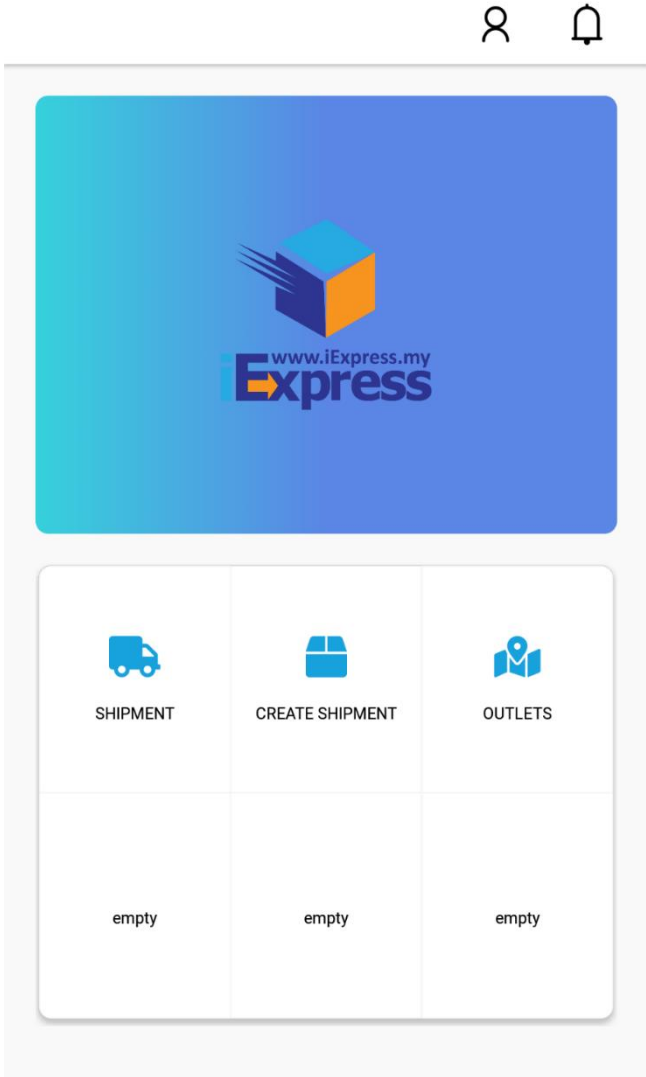 www.iExpress.my
iExpress
SHIPMENT
CREATE SHIPMENT
OUTLETS
empty
empty
empty